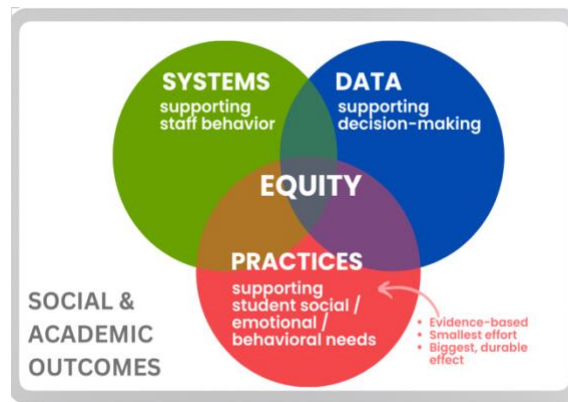 SYSTEMS
supporting
staff behavior
DATA
supporting
decision-making
EQUITY
PRACTICES
supporting
student social /
emotional /
behavioral needs
SOCIAL &
ACADEMIC
OUTCOMES
• Evidence-based
• Smallest effort
• Biggest, durable
effect